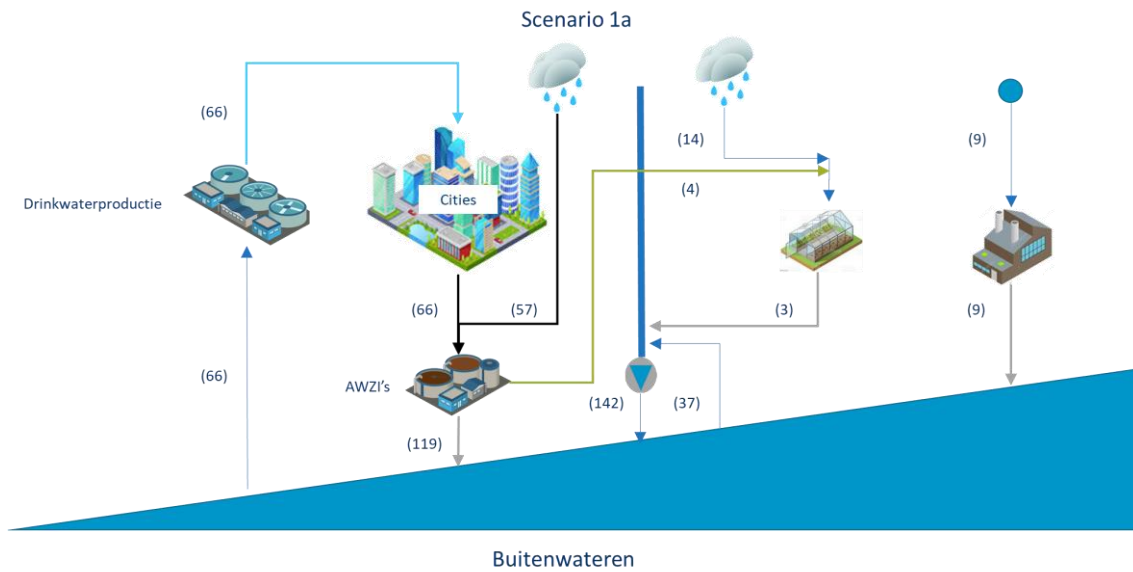 Scenario 1a
(66)
(14)
(9)
(4)
Cities
Drinkwaterproductie
(66)
(57)
(3)
(9)
(66)
AWZI's
(142)
(37)
(119)
Buitenwateren